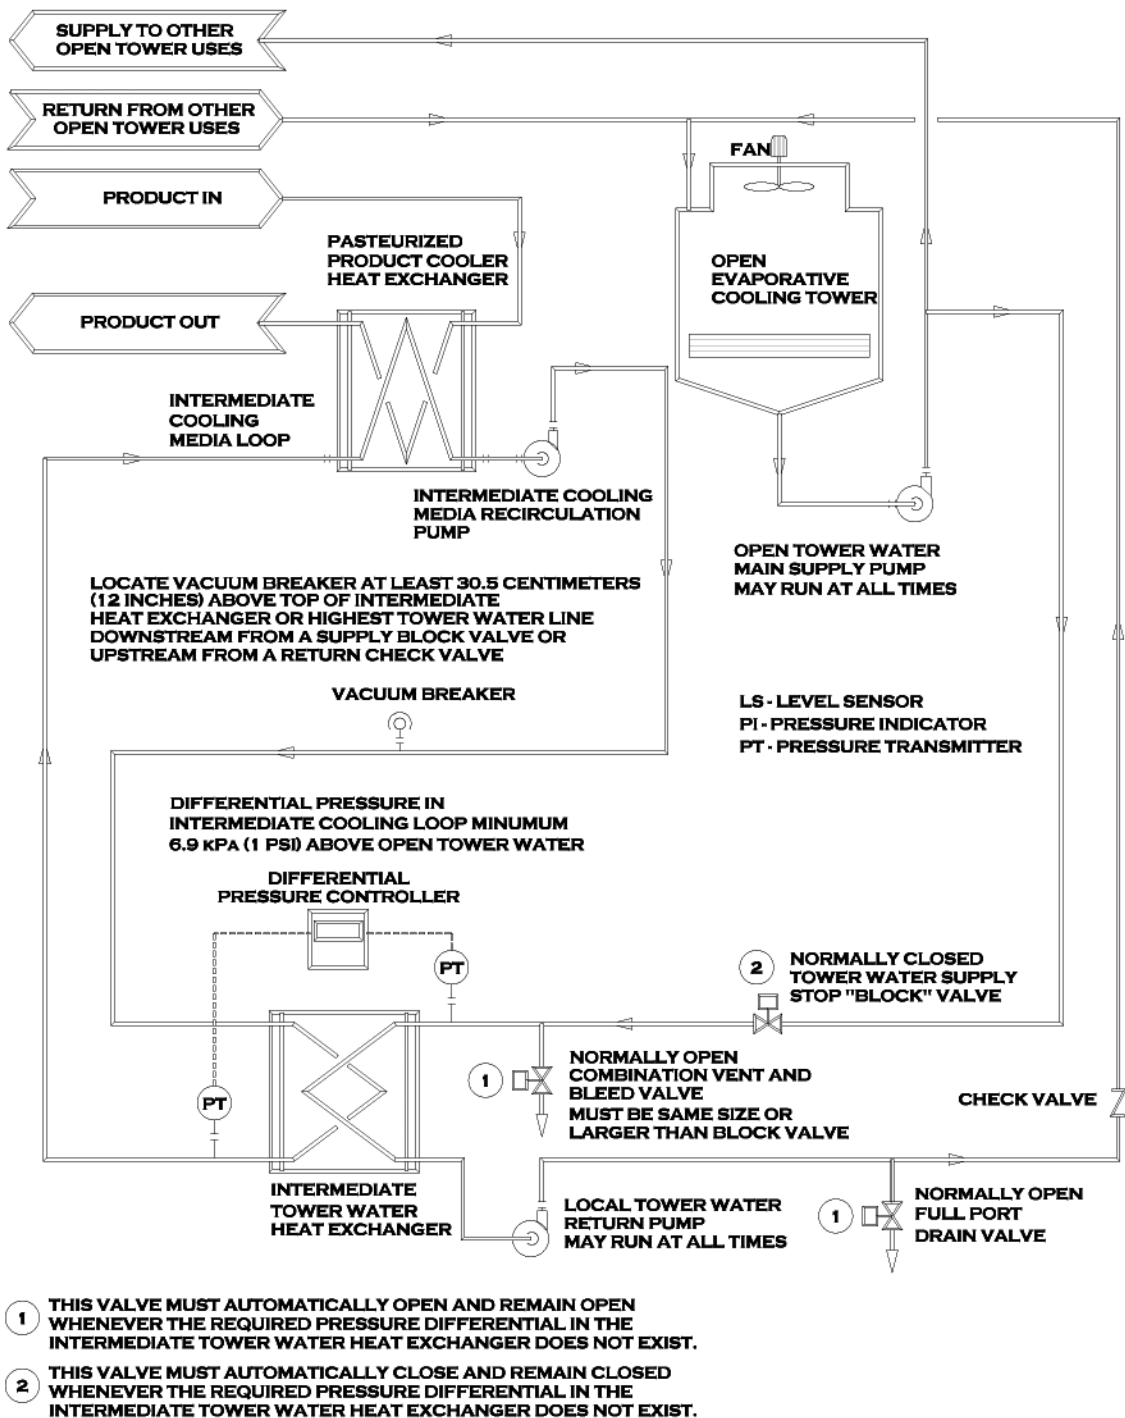 SUPPLY TO OTHER
OPEN TOWER USES
RETURN FROM OTHER
OPEN TOWER USES
FAN
PRODUCT IN
PASTEURIZED
PRODUCT COOLER
HEAT EXCHANGER
OPEN
EVAPORATIVE
COOLING TOWER
PRODUCT OUT
INTERMEDIATE
COOLING
MEDIA LOOP
INTERMEDIATE COOLING
MEDIA RECIRCULATION
PUMP
OPEN TOWER WATER
MAIN SUPPLY PUMP
MAY RUN AT ALL TIMES
LOCATE VACUUM BREAKER AT LEAST 30.5 CENTIMETERS
(12 INCHES) ABOVE TOP OF INTERMEDIATE
HEAT EXCHANGER OR HIGHEST TOWER WATER LINE
DOWNSTREAM FROM A SUPPLY BLOCK VALVE OR
UPSTREAM FROM A RETURN CHECK VALVE
VACUUM BREAKER
LS - LEVEL SENSOR
PI - PRESSURE INDICATOR
PT - PRESSURE TRANSMITTER
DIFFERENTIAL PRESSURE IN
INTERMEDIATE COOLING LOOP MINUMUM
6.9 KPA (1 PSI) ABOVE OPEN TOWER WATER
DIFFERENTIAL
PRESSURE CONTROLLER
PT
2
NORMALLY CLOSED
TOWER WATER SUPPLY
STOP "BLOCK" VALVE
PT
1
NORMALLY OPEN
COMBINATION VENT AND
BLEED VALVE
MUST BE SAME SIZE OR
LARGER THAN BLOCK VALVE
CHECK VALVE
INTERMEDIATE
TOWER WATER
HEAT EXCHANGER
LOCAL TOWER WATER
RETURN PUMP
MAY RUN AT ALL TIMES
1
NORMALLY OPEN
FULL PORT
DRAIN VALVE
1 THIS VALVE MUST AUTOMATICALLY OPEN AND REMAIN OPEN
WHENEVER THE REQUIRED PRESSURE DIFFERENTIAL IN THE
INTERMEDIATE TOWER WATER HEAT EXCHANGER DOES NOT EXIST.
2 THIS VALVE MUST AUTOMATICALLY CLOSE AND REMAIN CLOSED
WHENEVER THE REQUIRED PRESSURE DIFFERENTIAL IN THE
INTERMEDIATE TOWER WATER HEAT EXCHANGER DOES NOT EXIST.